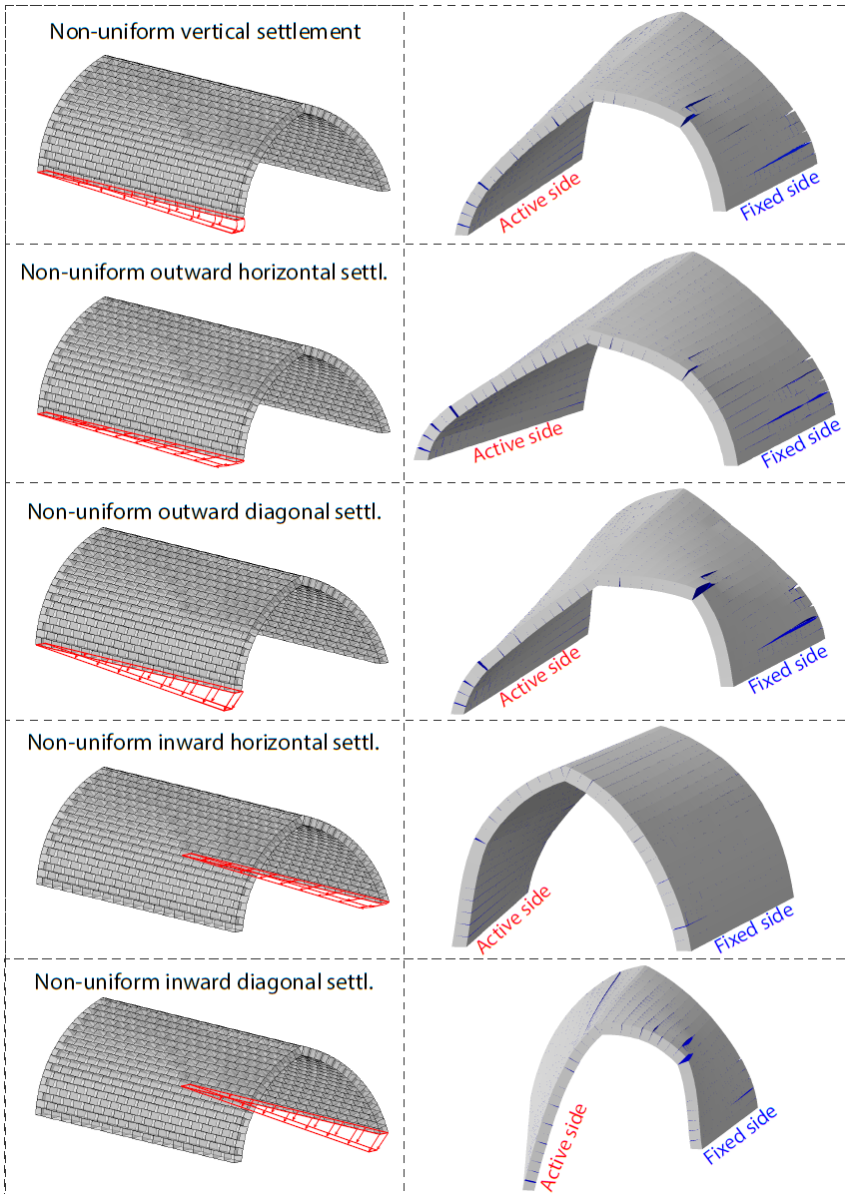 Non-uniform vertical settlement
Active side
Fixed side
Non-uniform outward horizontal settl.
Active side
Fixed side
Non-uniform outward diagonal settl.
Active side
Fixed side
Non-uniform inward horizontal settl.
Active side
Fixed side
Non-uniform inward diagonal settl.
Active side
Fixed side